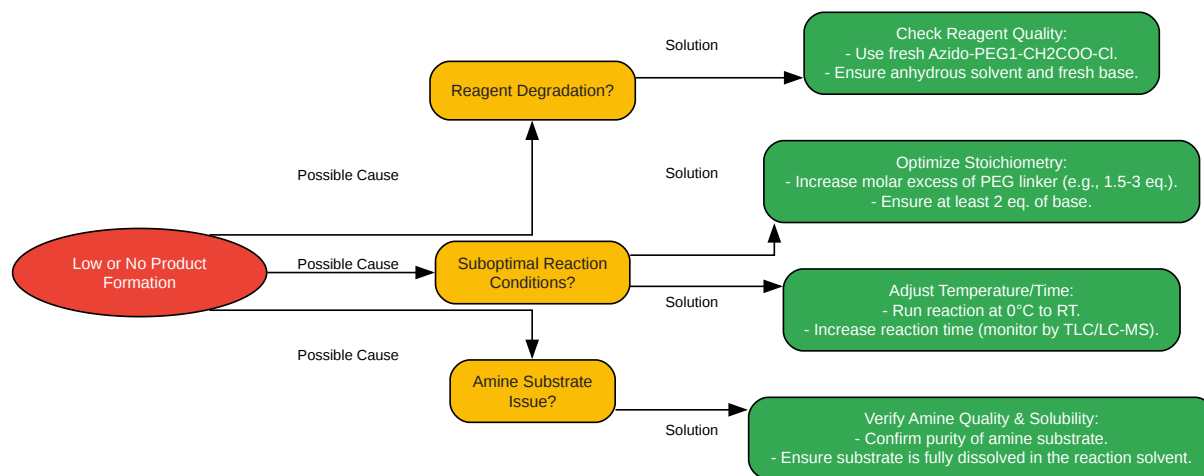 Check Reagent Quality:
- Use fresh Azido-PEG1-CH2COO-Cl.
- Ensure anhydrous solvent and fresh base.
Solution
Reagent Degradation?
Possible Cause
Solution
Optimize Stoichiometry:
- Increase molar excess of PEG linker (e.g., 1.5-3 eq.).
- Ensure at least 2 eq. of base.
Low or No Product
Formation
Possible Cause
Suboptimal Reaction
Conditions?
Solution
Adjust Temperature/Time:
- Run reaction at 0°C to RT.
- Increase reaction time (monitor by TLC/LC-MS).
Possible Cause
Amine Substrate
Issue?
Solution
Verify Amine Quality & Solubility:
- Confirm purity of amine substrate.
- Ensure substrate is fully dissolved in the reaction solvent.